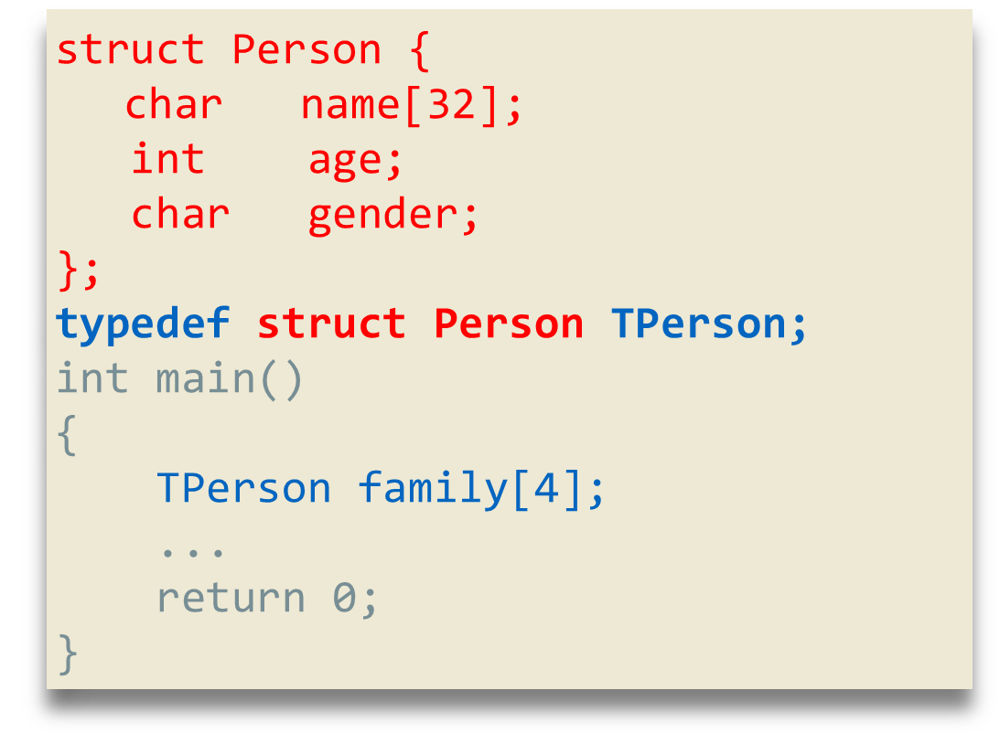 struct Person {
char name[32];
int age;
char gender;
};
typedef struct Person TPerson;
int main()
{
TPerson family[4];
...
return 0;
}